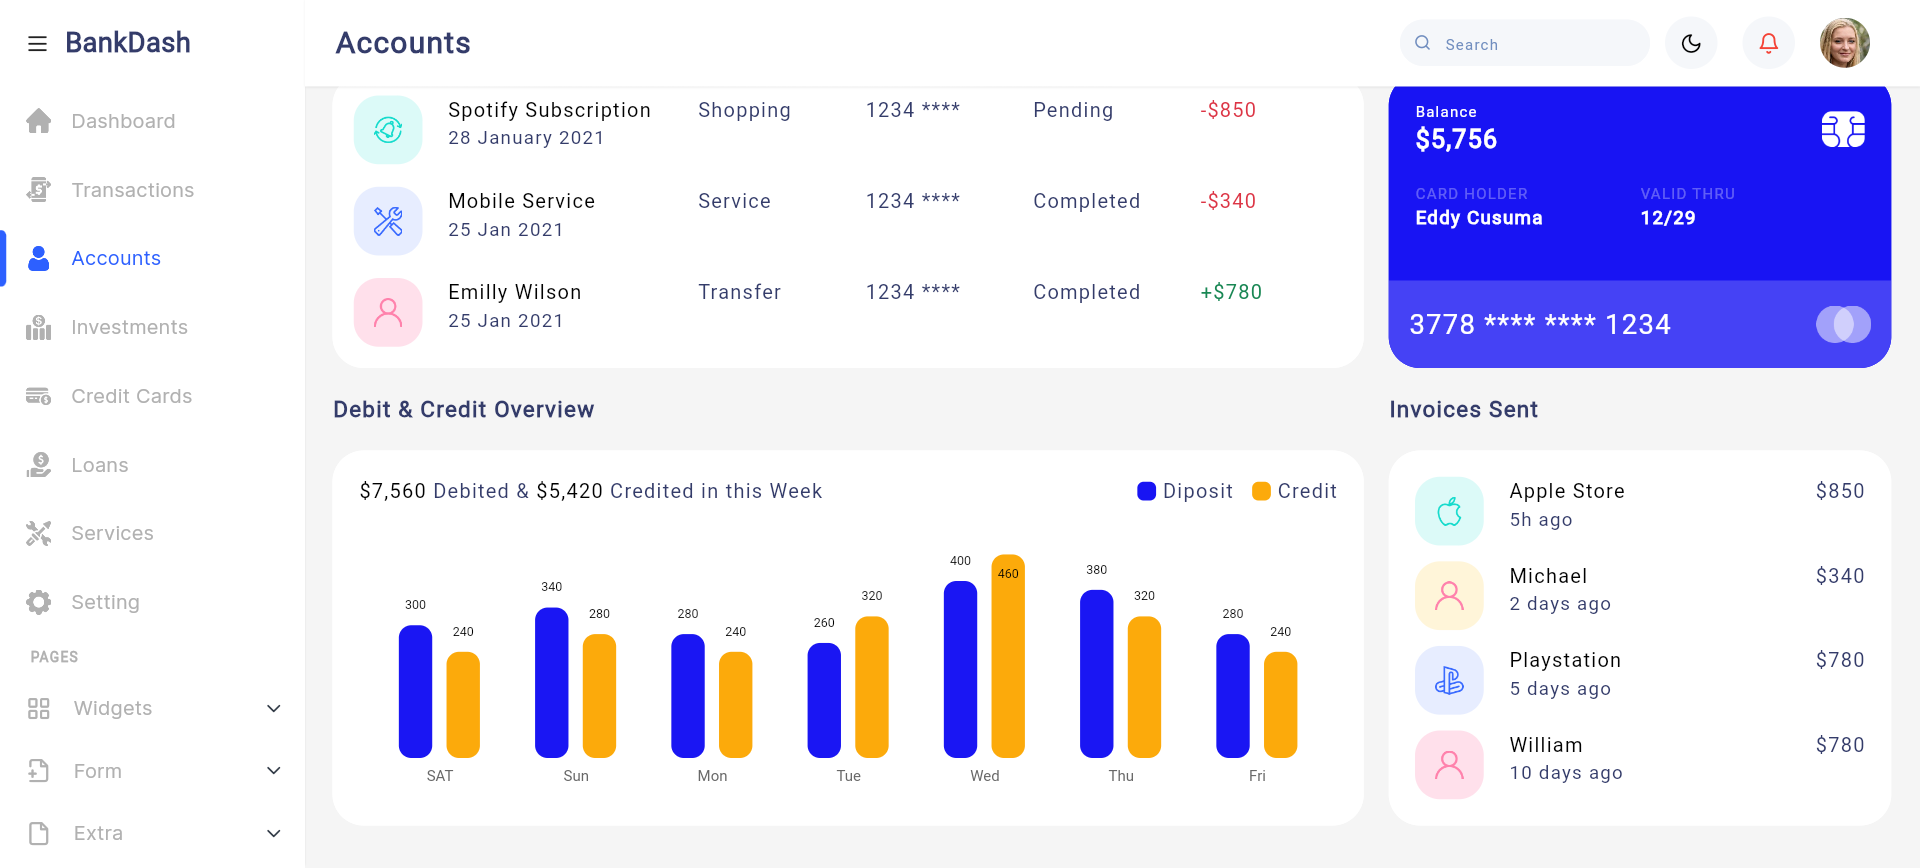 BankDash
Accounts
Search
Dashboard
Transactions
Accounts
Investments
Credit Cards
Loans
Services
Setting
PAGES
Widgets
Form
Extra
Spotify Subscription Shopping 1234 **** Pending -$850
28 January 2021
Mobile Service Service 1234 **** Completed -$340
25 Jan 2021
Emilly Wilson Transfer 1234 **** Completed +$780
25 Jan 2021
Balance
$5,756
CARD HOLDER VALID THRU
Eddy Cusuma 12/29
3778 **** **** 1234
Debit & Credit Overview
$7,560 Debited & $5,420 Credited in this Week
Diposit Credit
300 240 340 280 280 240 260 320 400 460 380 320 280 240
SAT Sun Mon Tue Wed Thu Fri
Invoices Sent
Apple Store $850
5h ago
Michael $340
2 days ago
Playstation $780
5 days ago
William $780
10 days ago